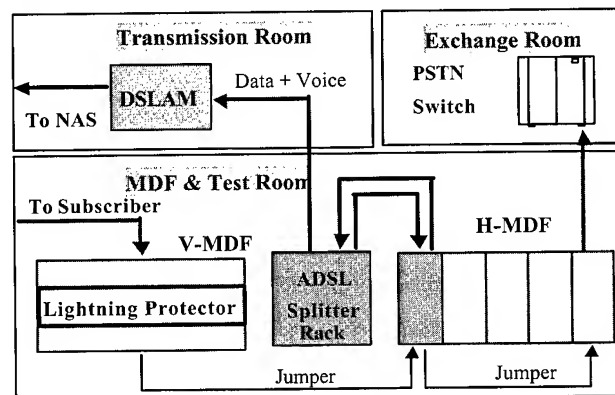 Transmission Room
DSLAM
To NAS
Data + Voice
Exchange Room
PSTN
Switch
MDF & Test Room
To Subscriber
V-MDF
Lightning Protector
ADSL
Splitter
Rack
H-MDF
Jumper
Jumper